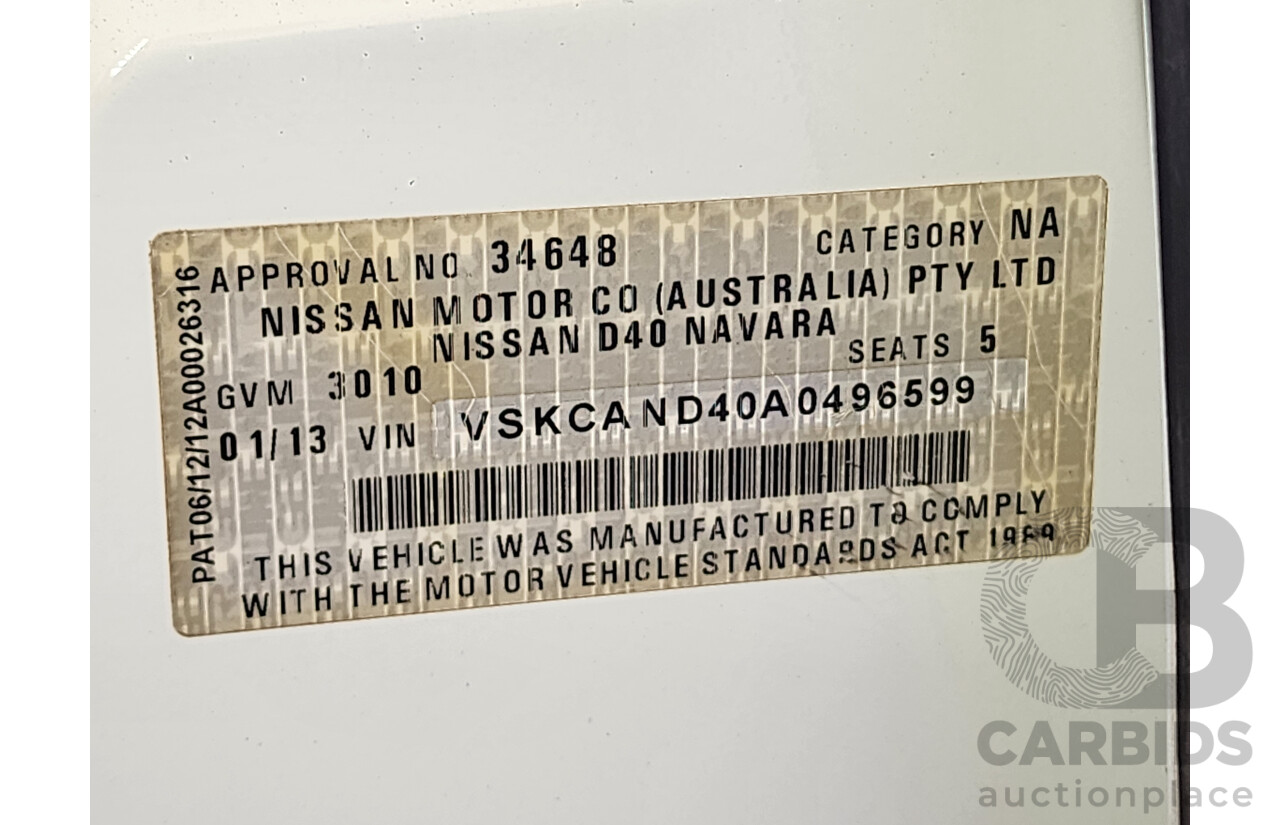 APPROVAL NO. 34648 CATEGORY NA
NISSAN MOTOR CO (AUSTRALIA) PTY LTD
NISSAN D40 NAVARA
GVM 3010 SEATS 5
01/13 VIN VSKCAND40A0496599
THIS VEHICLE WAS MANUFACTURED TO COMPLY
WITH THE MOTOR VEHICLE STANDARDS ACT 1989
PAT06/12/12A00026316
CB
CARBIDS
auctionplace